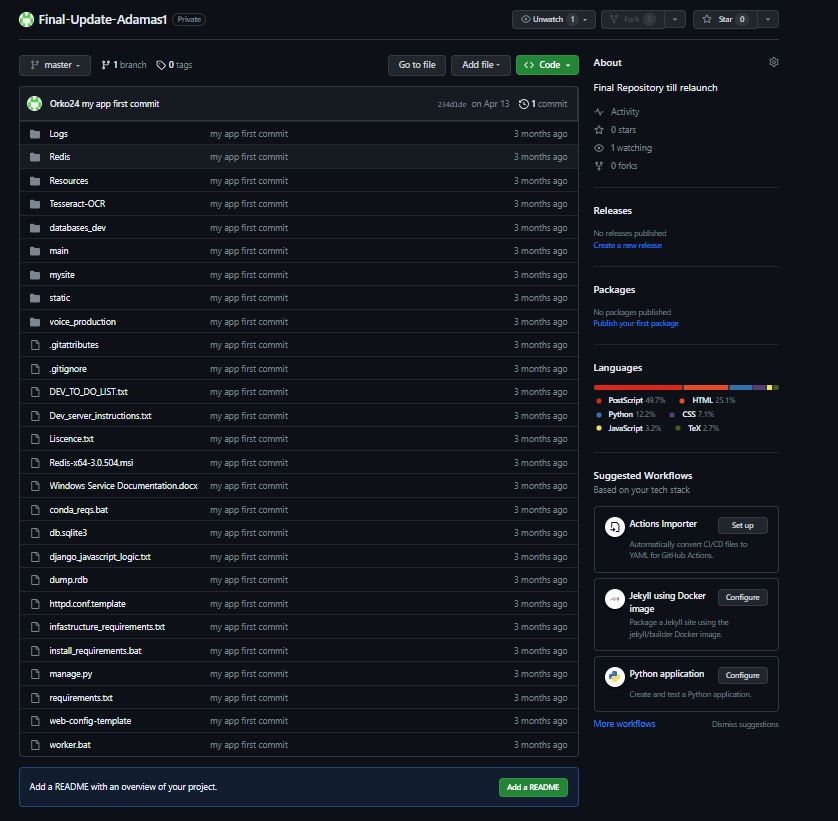 Final-Update-Adamas1 Private
Unwatch 1
Fork 0
Star 0
master
1 branch
0 tags
Go to file
Add file
Code
Orko24 my app first commit
234d1de on Apr 13
1 commit
Logs my app first commit 3 months ago
Redis my app first commit 3 months ago
Resources my app first commit 3 months ago
Tesseract-OCR my app first commit 3 months ago
databases_dev my app first commit 3 months ago
main my app first commit 3 months ago
mysite my app first commit 3 months ago
static my app first commit 3 months ago
voice_production my app first commit 3 months ago
.gitattributes my app first commit 3 months ago
.gitignore my app first commit 3 months ago
DEV_TO_DO_LIST.txt my app first commit 3 months ago
Dev_server_instructions.txt my app first commit 3 months ago
Liscence.txt my app first commit 3 months ago
Redis-x64-3.0.504.msi my app first commit 3 months ago
Windows Service Documentation.docx my app first commit 3 months ago
conda_reqs.bat my app first commit 3 months ago
db.sqlite3 my app first commit 3 months ago
django_javascript_logic.txt my app first commit 3 months ago
dump.rdb my app first commit 3 months ago
httpd.conf.template my app first commit 3 months ago
infastructure_requirements.txt my app first commit 3 months ago
install_requirements.bat my app first commit 3 months ago
manage.py my app first commit 3 months ago
requirements.txt my app first commit 3 months ago
web-config-template my app first commit 3 months ago
worker.bat my app first commit 3 months ago
Add a README with an overview of your project.
Add a README
About
Final Repository till relaunch
Activity
0 stars
1 watching
0 forks
Releases
No releases published
Create a new release
Packages
No packages published
Publish your first package
Languages
PostScript 49.7% HTML 25.1%
Python 12.2% CSS 7.1%
JavaScript 3.2% TeX 2.7%
Suggested Workflows
Based on your tech stack
Actions Importer
Set up
Automatically convert CI/CD files to
YAML for GitHub Actions.
Jekyll using Docker
image
Configure
Package a Jekyll site using the
jekyll/builder Docker image.
Python application
Configure
Create and test a Python application.
More workflows
Dismiss suggestions